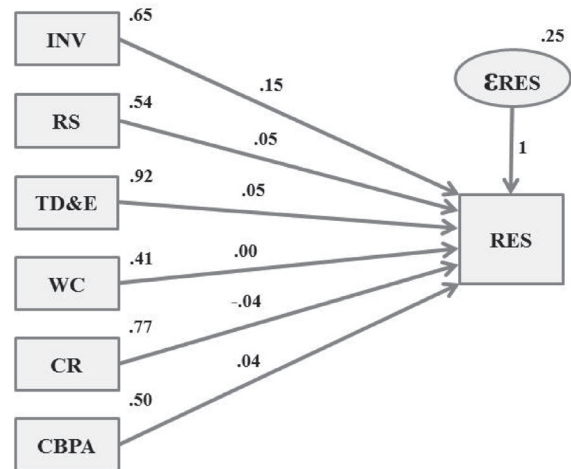 .65
INV
.25
εRES
.15
.54
RS
.05
1
.92
TD&E
.05
RES
.41
WC
.00
-.04
.77
CR
.04
.50
CBPA